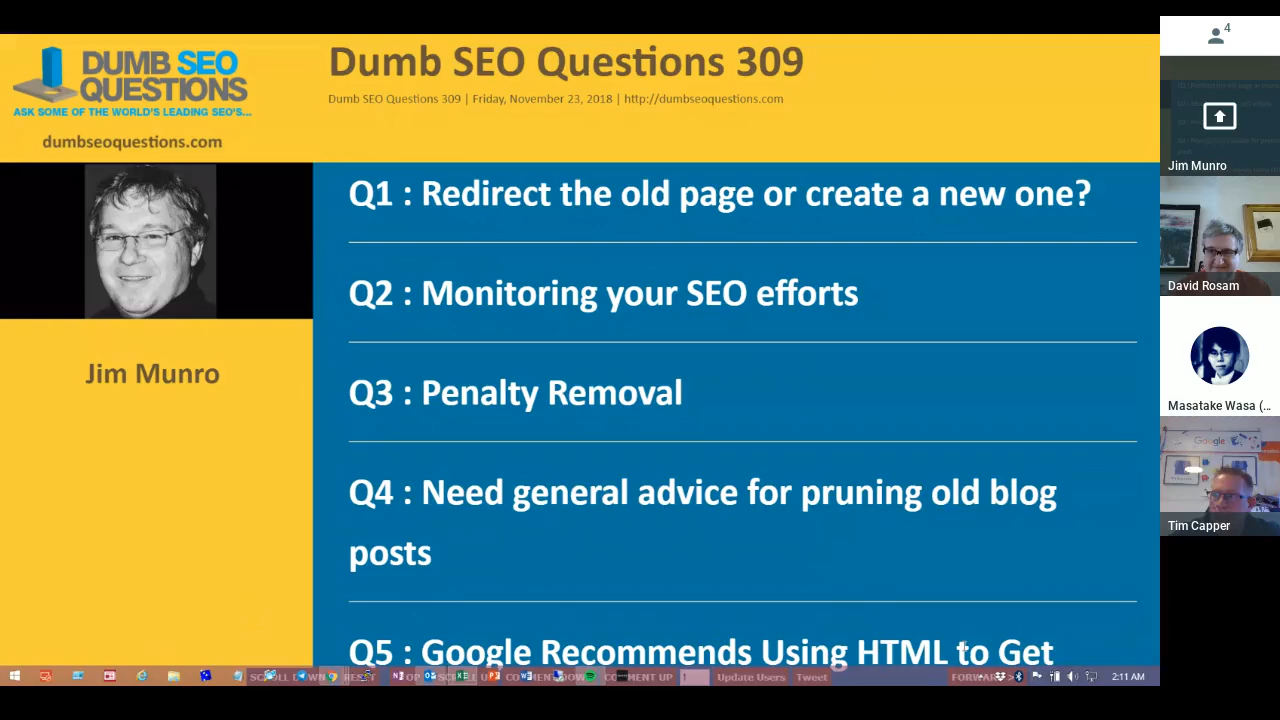 DUMB SEO
QUESTIONS
ASK SOME OF THE WORLD'S LEADING SEO'S...
dumbseoquestions.com
Dumb SEO Questions 309
Dumb SEO Questions 309 | Friday, November 23, 2018 | http://dumbseoquestions.com
Jim Munro
Q1 : Redirect the old page or create a new one?
Q2 : Monitoring your SEO efforts
Q3 : Penalty Removal
Q4 : Need general advice for pruning old blog
posts
Q5 : Google Recommends Using HTML to Get
4
Jim Munro
David Rosam
Masatake Wasa (...
Google
Tim Capper
Update Users Tweet
2:11 AM